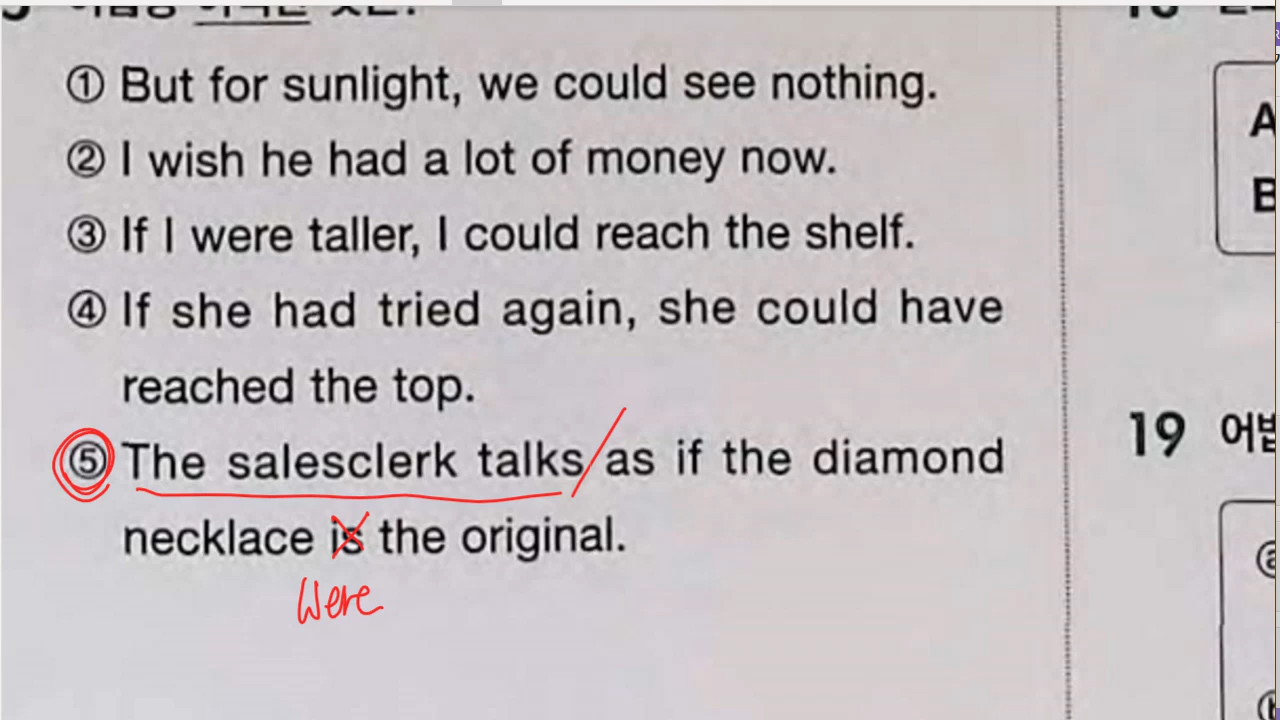 ① But for sunlight, we could see nothing.
② I wish he had a lot of money now.
③ If I were taller, I could reach the shelf.
④ If she had tried again, she could have
reached the top.
⑤ The salesclerk talks as if the diamond
necklace is the original.
Were
A
B
19 어법
ⓐ